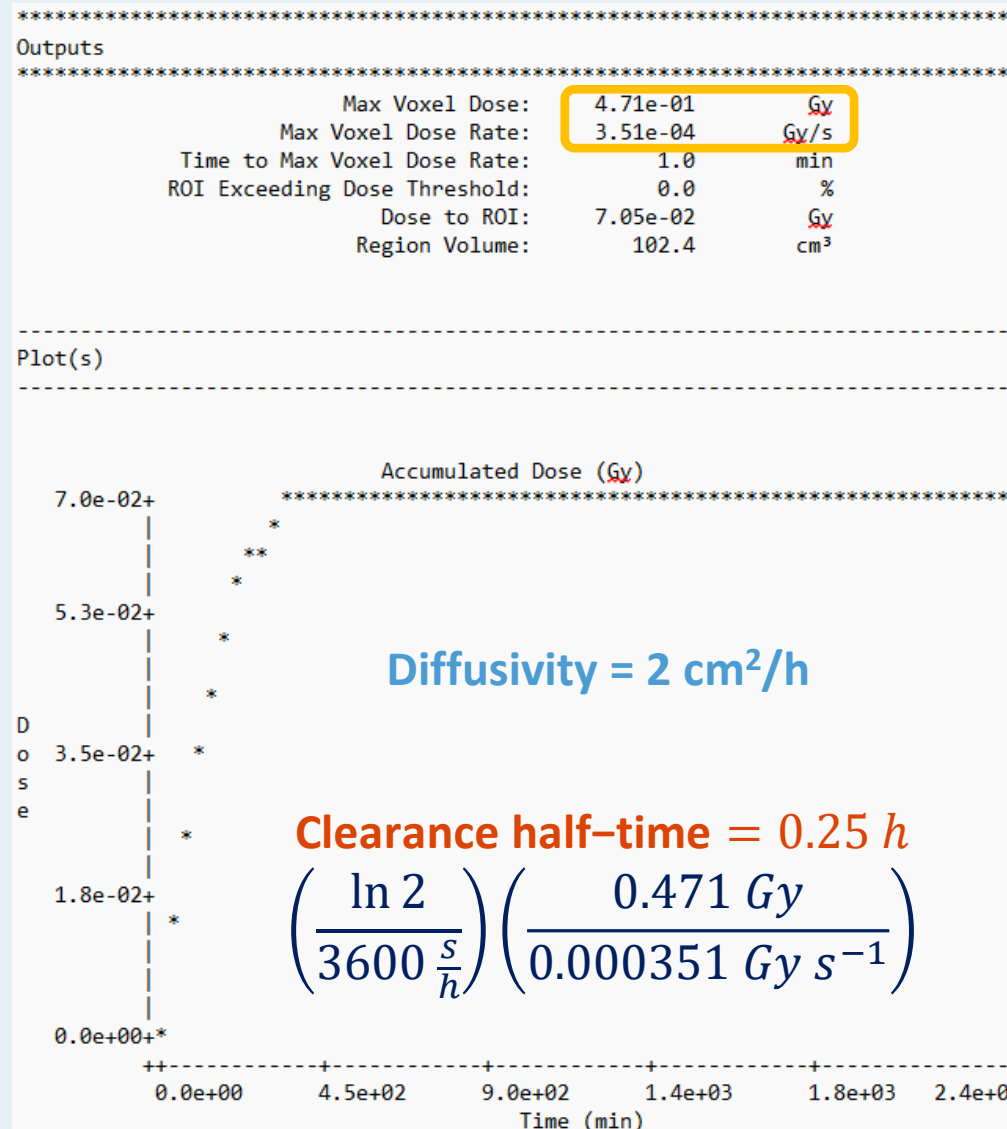 ********************************************************************************
Outputs
********************************************************************************
Max Voxel Dose: 4.71e-01 Gy
Max Voxel Dose Rate: 3.51e-04 Gy/s
Time to Max Voxel Dose Rate: 1.0 min
ROI Exceeding Dose Threshold: 0.0 %
Dose to ROI: 7.05e-02 Gy
Region Volume: 102.4 cm³
--------------------------------------------------------------------------------
Plot(s)
--------------------------------------------------------------------------------
Accumulated Dose (Gy)
7.0e-02+
5.3e-02+
Diffusivity = 2 cm²/h
Dose
3.5e-02+
Clearance half–time = 0.25 h
1.8e-02+
(ln 2 / 3600 s/h) (0.471 Gy / 0.000351 Gy s⁻¹)
0.0e+00+*
++------------+------------+------------+------------+------------
0.0e+00 4.5e+02 9.0e+02 1.4e+03 1.8e+03 2.4e+0
Time (min)